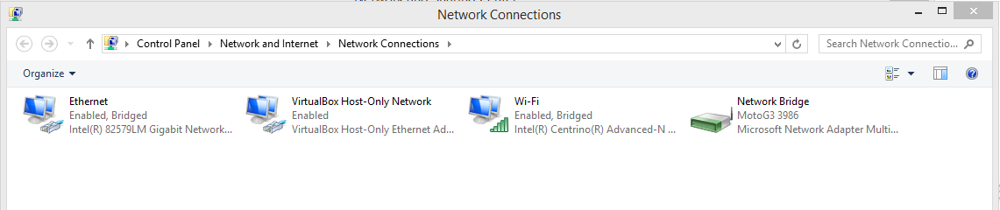 Network Connections
Control Panel Network and Internet Network Connections
Search Network Connectio...
Organize
Ethernet
Enabled, Bridged
Intel(R) 82579LM Gigabit Network...
VirtualBox Host-Only Network
Enabled
VirtualBox Host-Only Ethernet Ad...
Wi-Fi
Enabled, Bridged
Intel(R) Centrino(R) Advanced-N ...
Network Bridge
MotoG3 3986
Microsoft Network Adapter Multi...